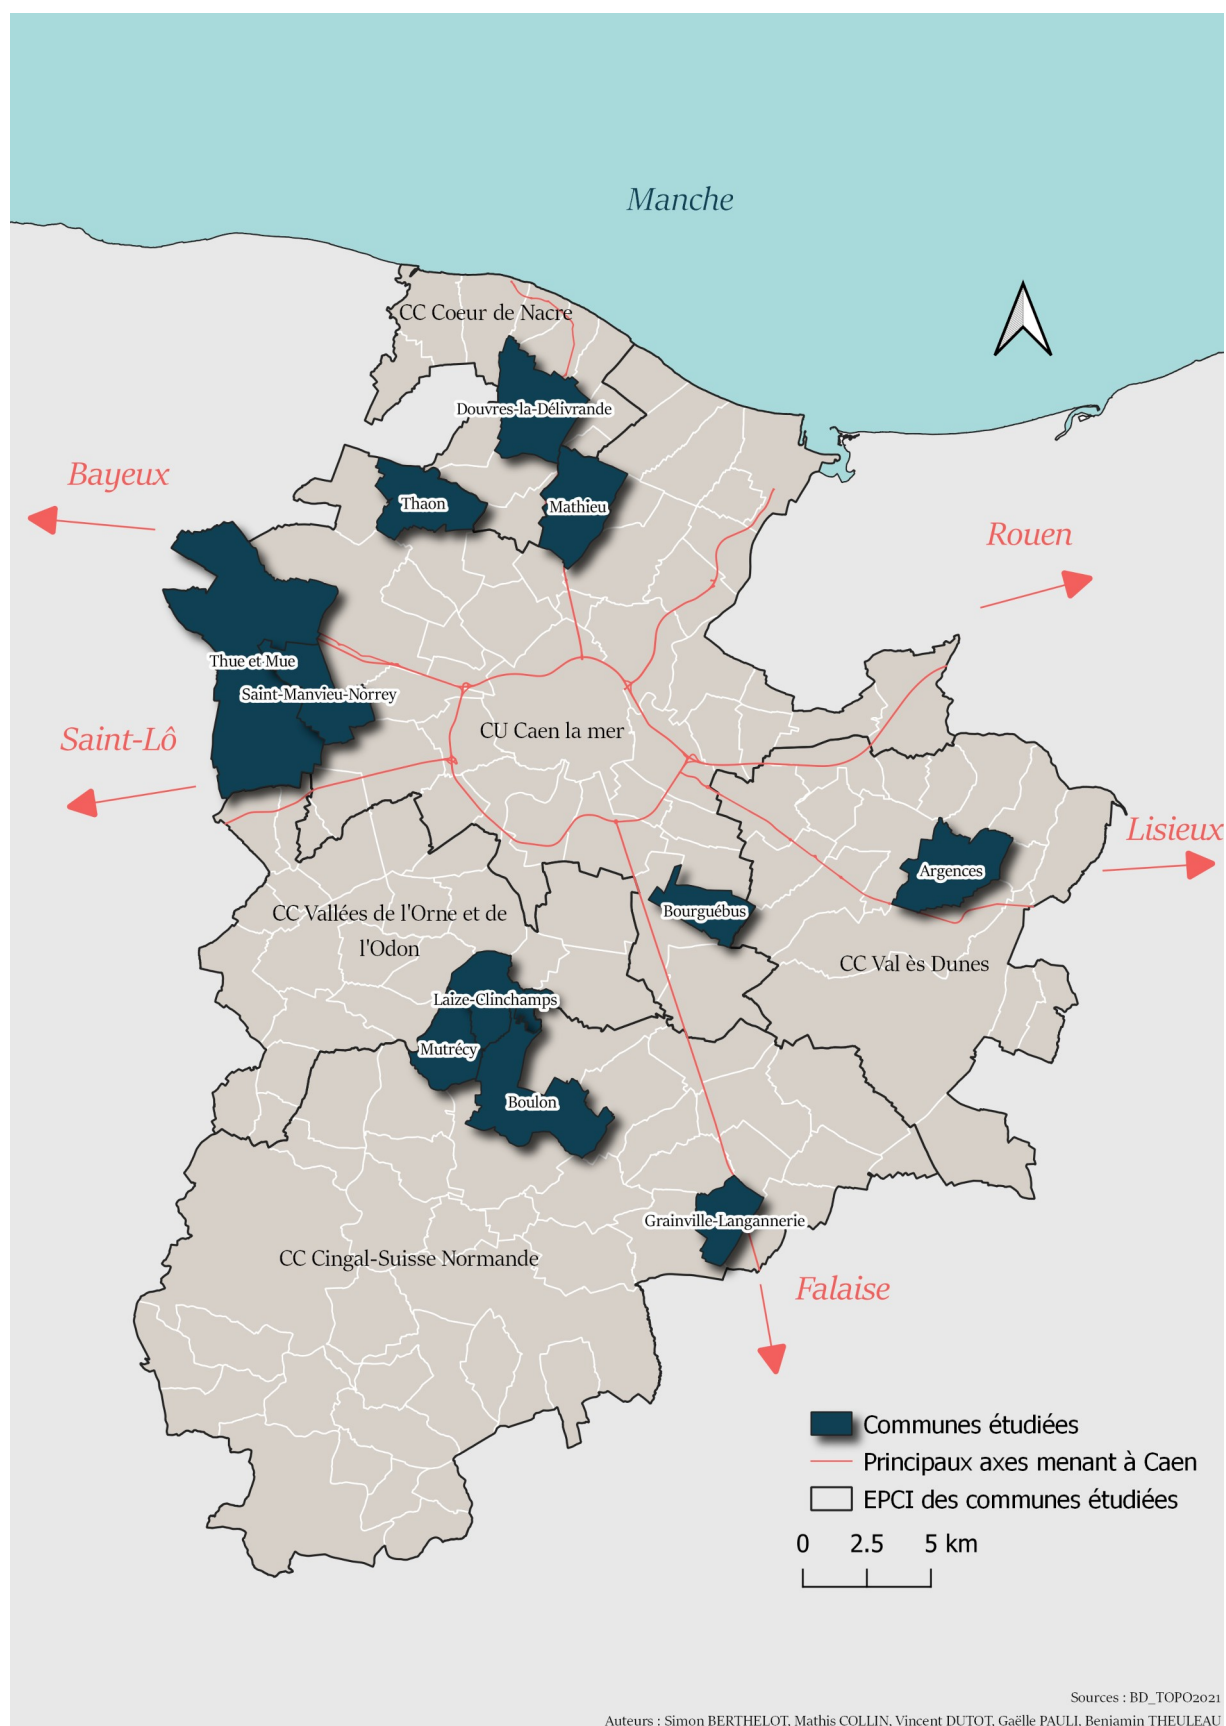 Manche
CC Coeur de Nacre
Douvres-la-Délivrande
Bayeux
Thaon
Mathieu
Rouen
Thue et Mue
Saint-Manvieu-Norrey
Saint-Lô
CU Caen la mer
Lisieux
Argences
CC Vallées de l'Orne et de
l'Odon
Bourguébus
CC Val ès Dunes
Laize-Clinchamps
Mutrécy
Boulon
Grainville-Langannerie
CC Cingal-Suisse Normande
Falaise
Communes étudiées
Principaux axes menant à Caen
EPCI des communes étudiées
0 2.5 5 km
Sources : BD_TOPO2021
Auteurs : Simon BERTHELOT, Mathis COLLIN, Vincent DUTOT, Gaëlle PAULI, Benjamin THEULEAU